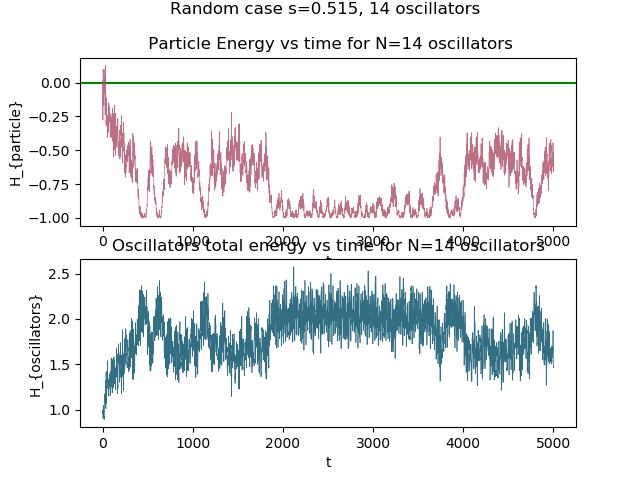 Random case s=0.515, 14 oscillators
Particle Energy vs time for N=14 oscillators
H_{particle}
0.00
−0.25
−0.50
−0.75
−1.00
0 1000 2000 3000 4000 5000
t
Oscillators total energy vs time for N=14 oscillators
H_{oscillators}
2.5
2.0
1.5
1.0
0 1000 2000 3000 4000 5000
t